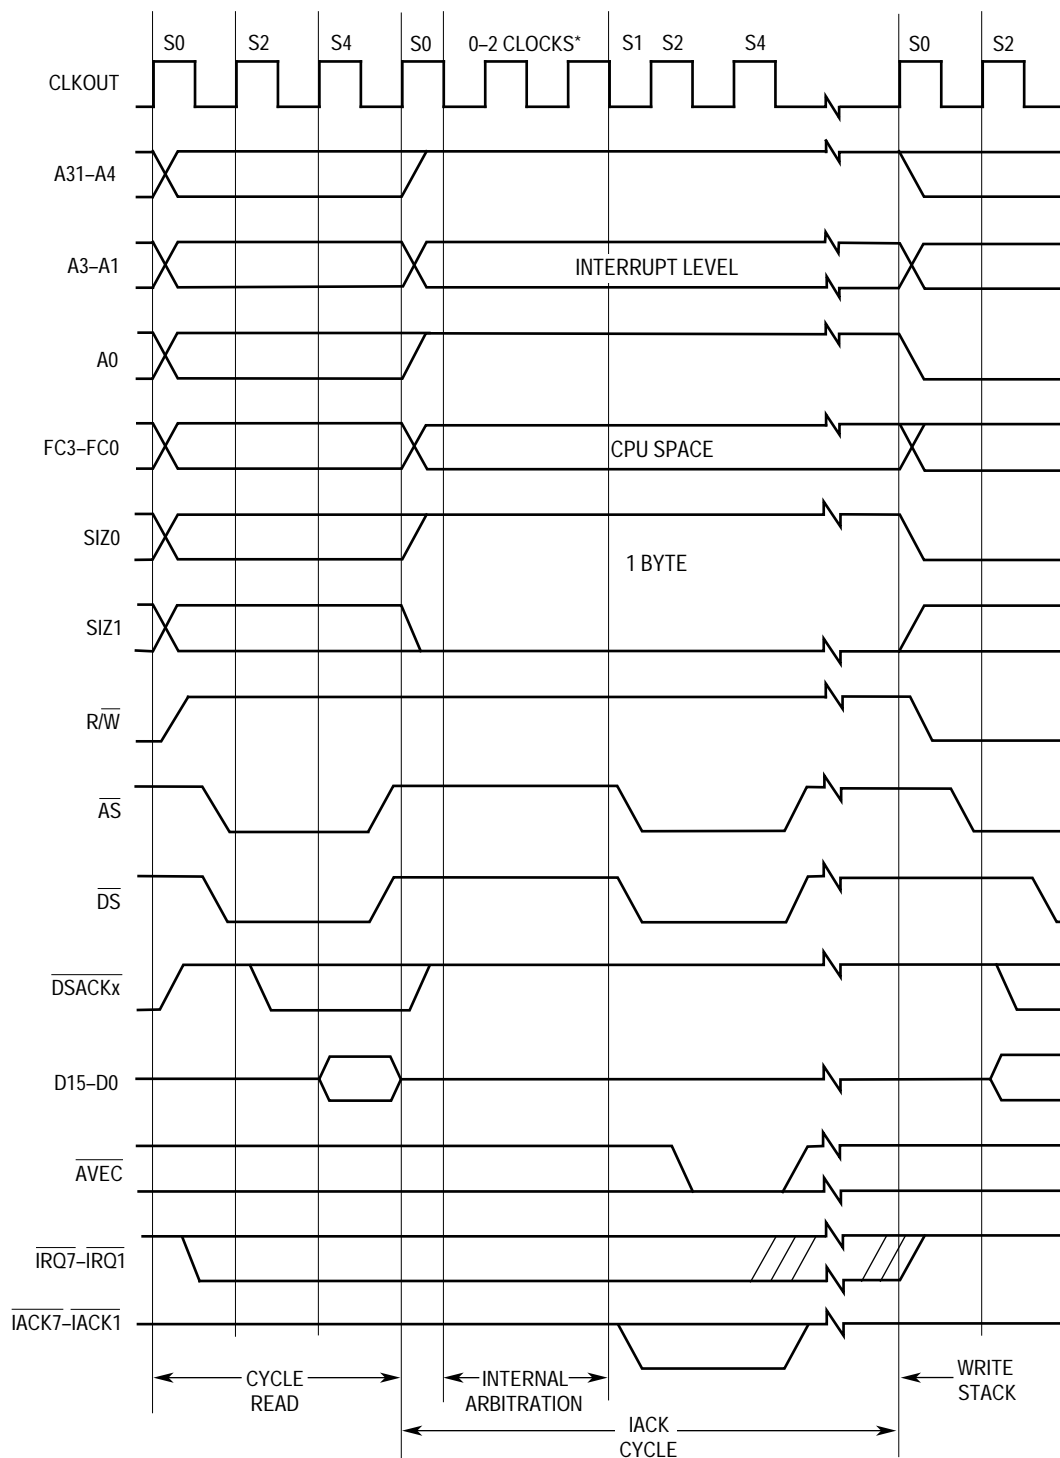 S0 S2 S4 S0 0–2 CLOCKS* S1 S2 S4 S0 S2
CLKOUT
A31–A4
A3–A1 INTERRUPT LEVEL
A0
FC3–FC0 CPU SPACE
SIZ0
1 BYTE
SIZ1
R/W
AS
DS
DSACKx
D15–D0
AVEC
IRQ7–IRQ1
IACK7–IACK1
CYCLE
READ
INTERNAL
ARBITRATION
WRITE
STACK
IACK
CYCLE